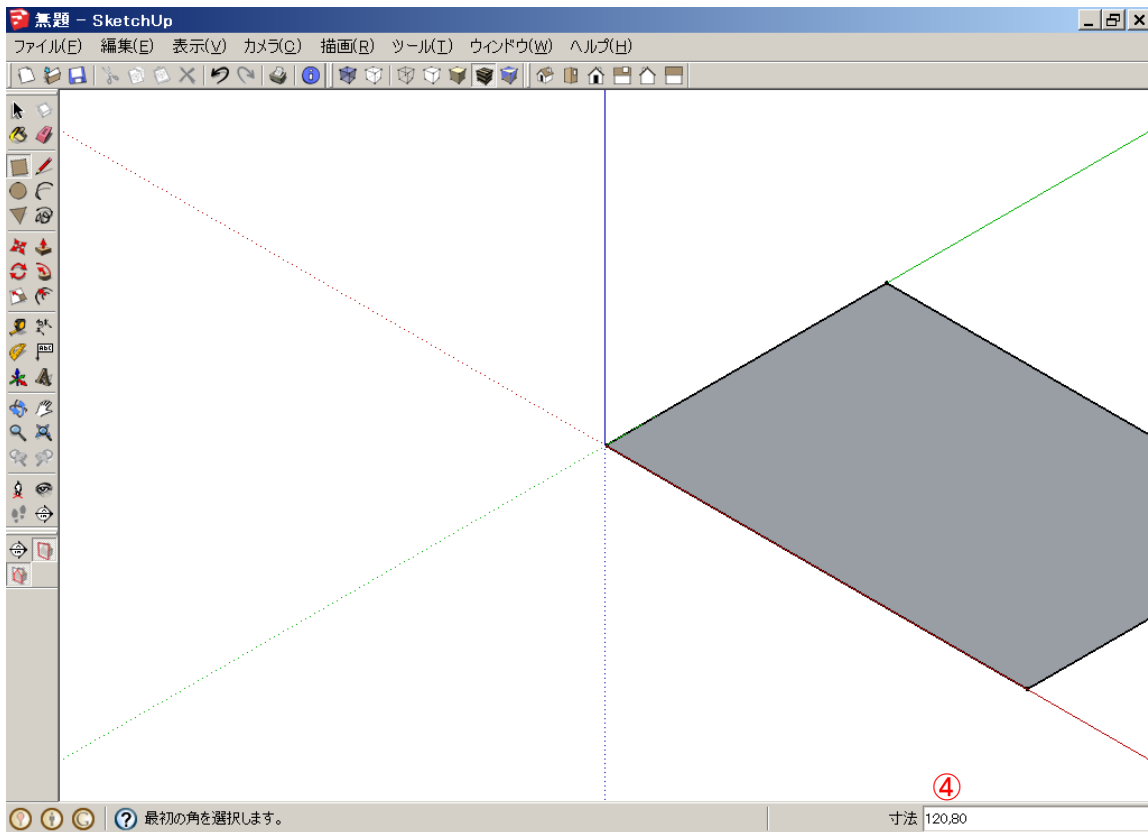 無題 - SketchUp
ファイル(F) 編集(E) 表示(V) カメラ(C) 描画(R) ツール(T) ウィンドウ(W) ヘルプ(H)
④
最初の角を選択します。 寸法 120,80